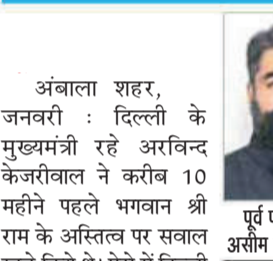 अंबाला शहर,
जनवरी : दिल्ली के
मुख्यमंत्री रहे अरविन्द
केजरीवाल ने करीब 10
महीने पहले भगवान श्री
राम के अस्तित्व पर सवाल
पूर्व
असीम